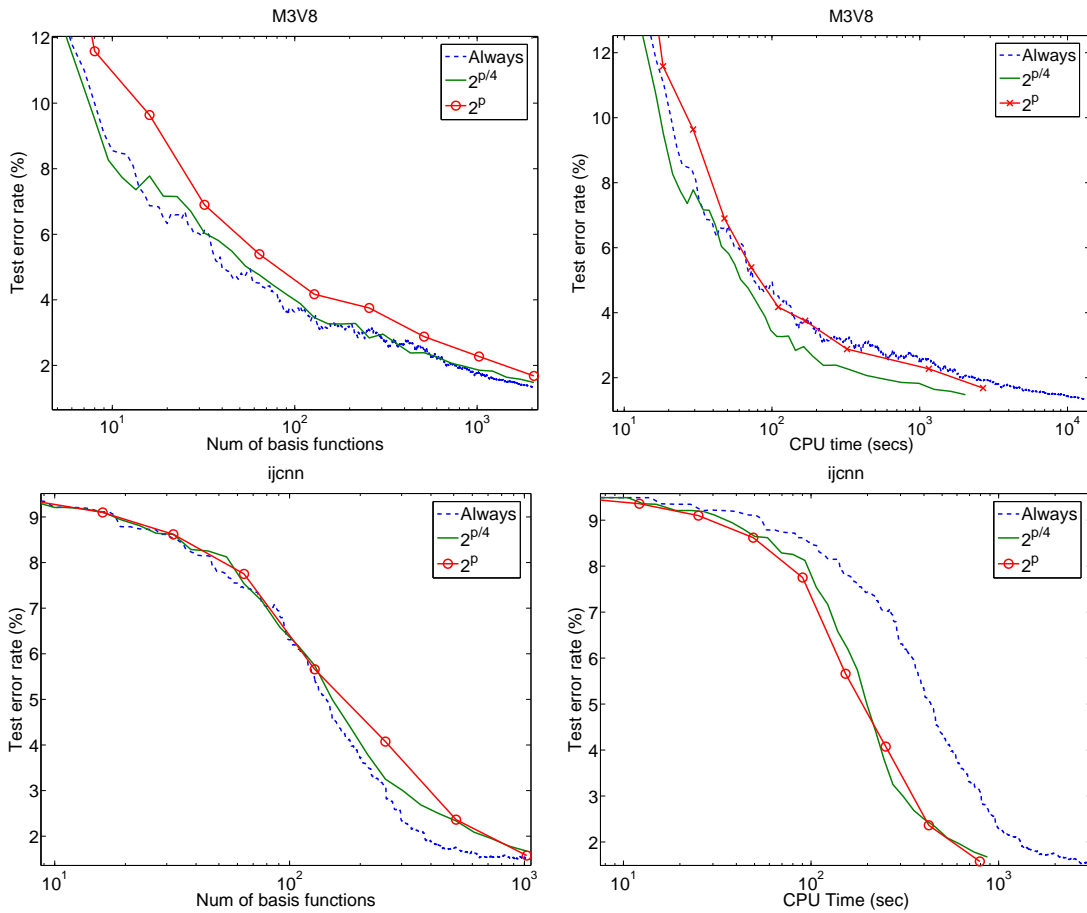 M3V8
12
10
8
6
4
2
Test error rate (%)
10^1
10^2
10^3
Num of basis functions
Always
2^{p/4}
2^p
M3V8
12
10
8
6
4
2
Test error rate (%)
10^1
10^2
10^3
10^4
CPU time (secs)
Always
2^{p/4}
2^p
ijcnn
9
8
7
6
5
4
3
2
Test error rate (%)
10^1
10^2
10^3
Num of basis functions
Always
2^{p/4}
2^p
ijcnn
9
8
7
6
5
4
3
2
Test error rate (%)
10^1
10^2
10^3
CPU Time (sec)
Always
2^{p/4}
2^p